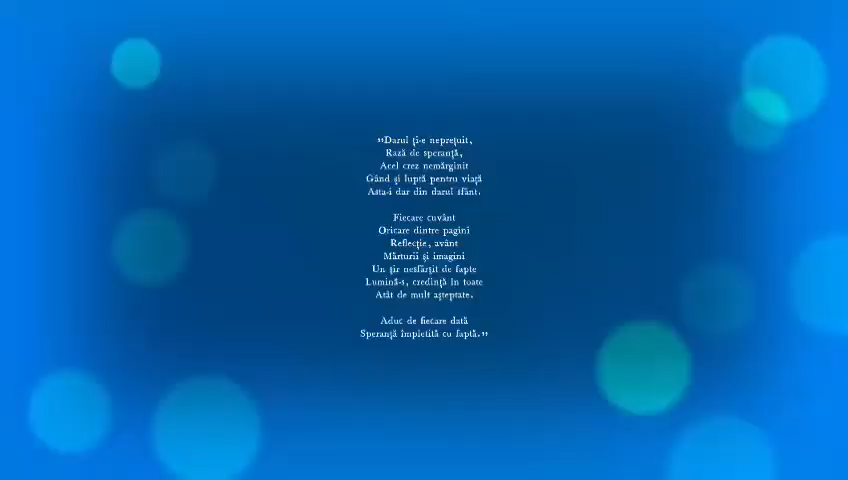 "Darul ți-e neprețuit,
Rază de speranță,
Acel crez nemărginit
Gând și luptă pentru viață
Asta-i dar din darul sfânt.
Fiecare cuvânt
Oricare dintre pagini
Reflecție, avânt
Mărturii și imagini
Un șir nesfârșit de fapte
Lumină-i, credință în toate
Atât de mult așteptate.
Aduc de fiecare dată
Speranță împletită cu faptă."